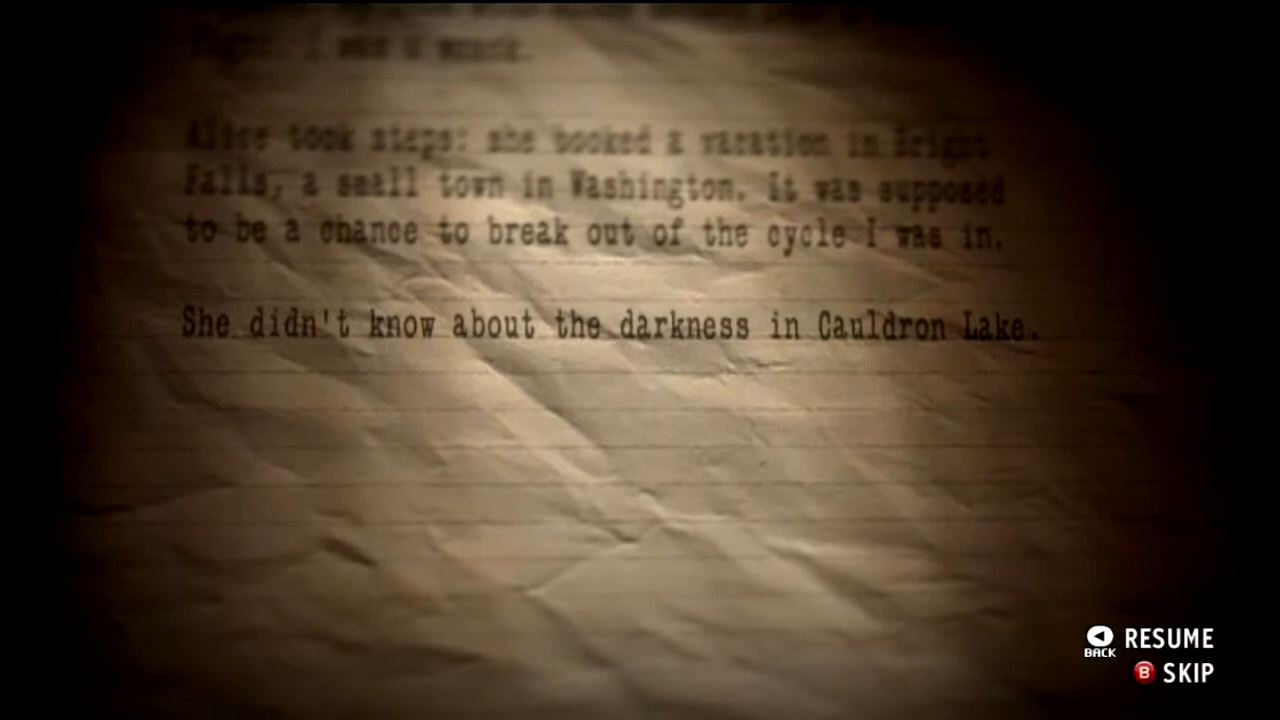 I was a wreck.
Alice took steps: she booked a vacation in Bright
Falls, a small town in Washington. It was supposed
to be a chance to break out of the cycle I was in.
She didn't know about the darkness in Cauldron Lake.
BACK RESUME
B SKIP